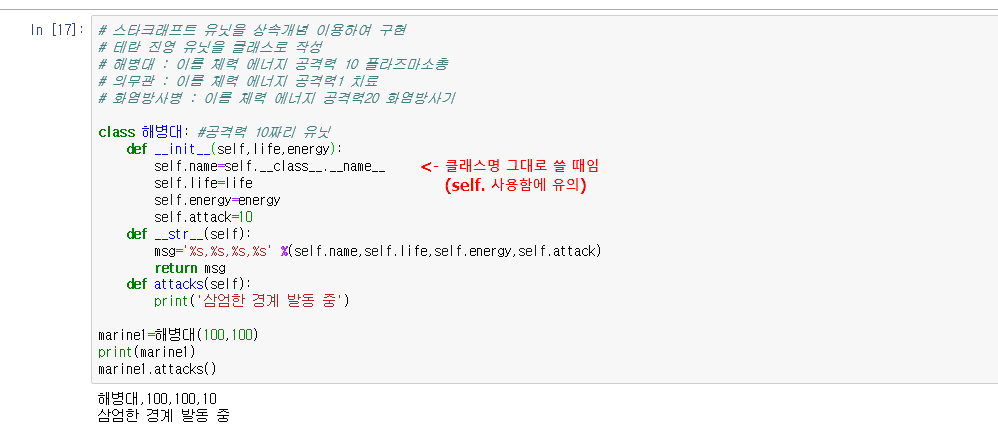 In [17]:
# 스타크래프트 유닛을 상속개념 이용하여 구현
# 테란 진영 유닛을 클래스로 작성
# 해병대 : 이름 체력 에너지 공격력 10 플라즈마소총
# 의무관 : 이름 체력 에너지 공격력1 치료
# 화염방사병 : 이름 체력 에너지 공격력20 화염방사기
class 해병대: #공격력 10짜리 유닛
def __init__(self,life,energy):
self.name=self.__class__.__name__ <- 클래스명 그대로 쓸 때임
self.life=life (self. 사용함에 유의)
self.energy=energy
self.attack=10
def __str__(self):
msg='%s,%s,%s,%s' %(self.name,self.life,self.energy,self.attack)
return msg
def attacks(self):
print('삼엄한 경계 발동 중')
marine1=해병대(100,100)
print(marine1)
marine1.attacks()
해병대,100,100,10
삼엄한 경계 발동 중